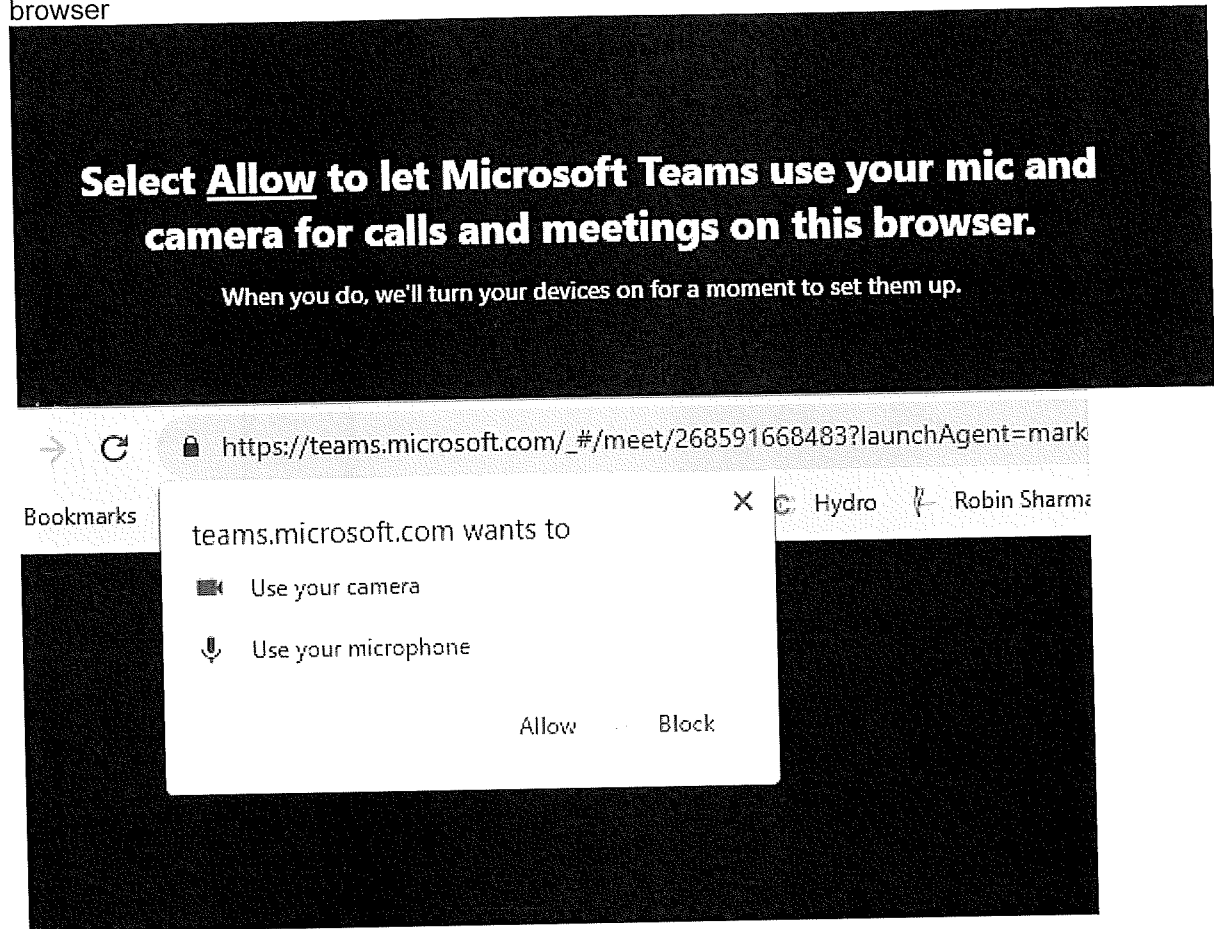 browser
Select Allow to let Microsoft Teams use your mic and
camera for calls and meetings on this browser.
When you do, we'll turn your devices on for a moment to set them up.
https://teams.microsoft.com/_#/meet/268591668483?launchAgent=mark
Bookmarks
Hydro
Robin Sharma
teams.microsoft.com wants to
Use your camera
Use your microphone
Allow
Block